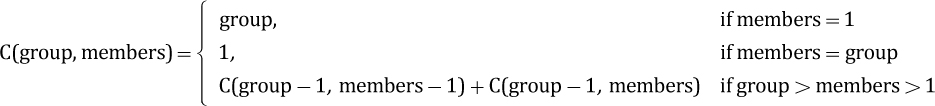 group, if members = 1
C(group, members) = { 1, if members = group
C(group − 1, members − 1) + C(group − 1, members) if group > members > 1